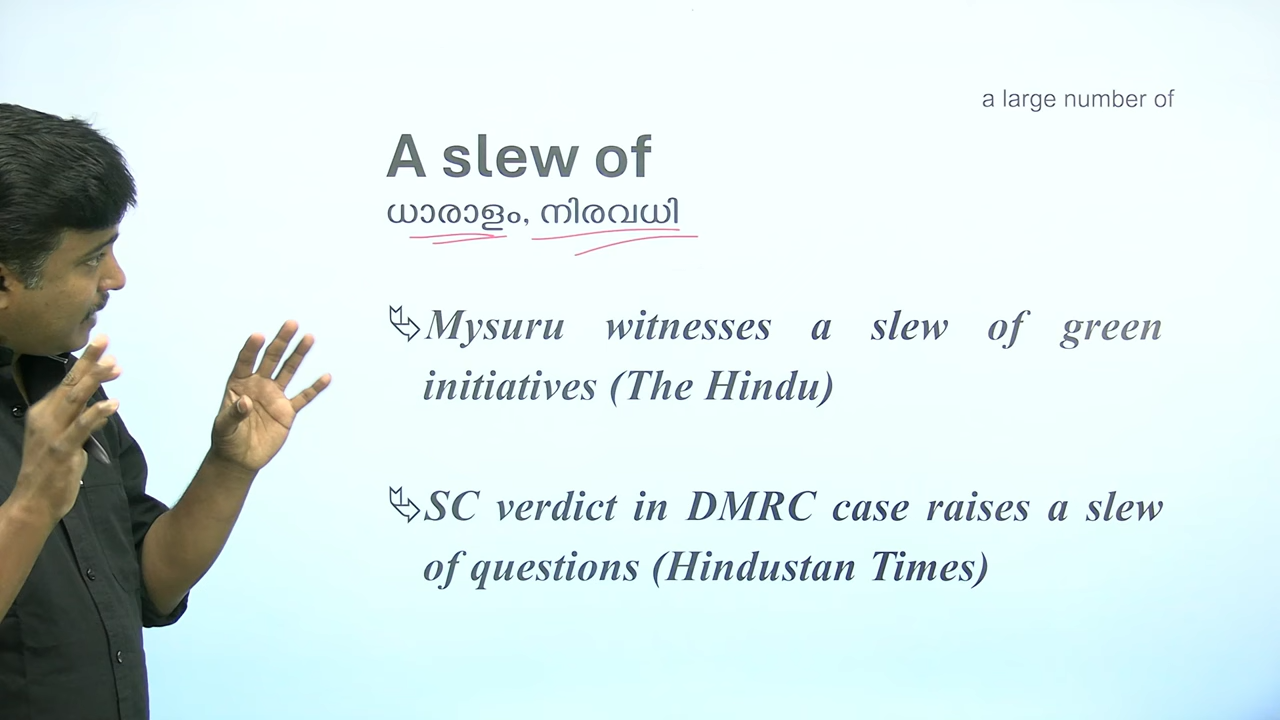 a large number of
A slew of
ധാരാളം, നിരവധി
Mysuru witnesses a slew of green
initiatives (The Hindu)
SC verdict in DMRC case raises a slew
of questions (Hindustan Times)